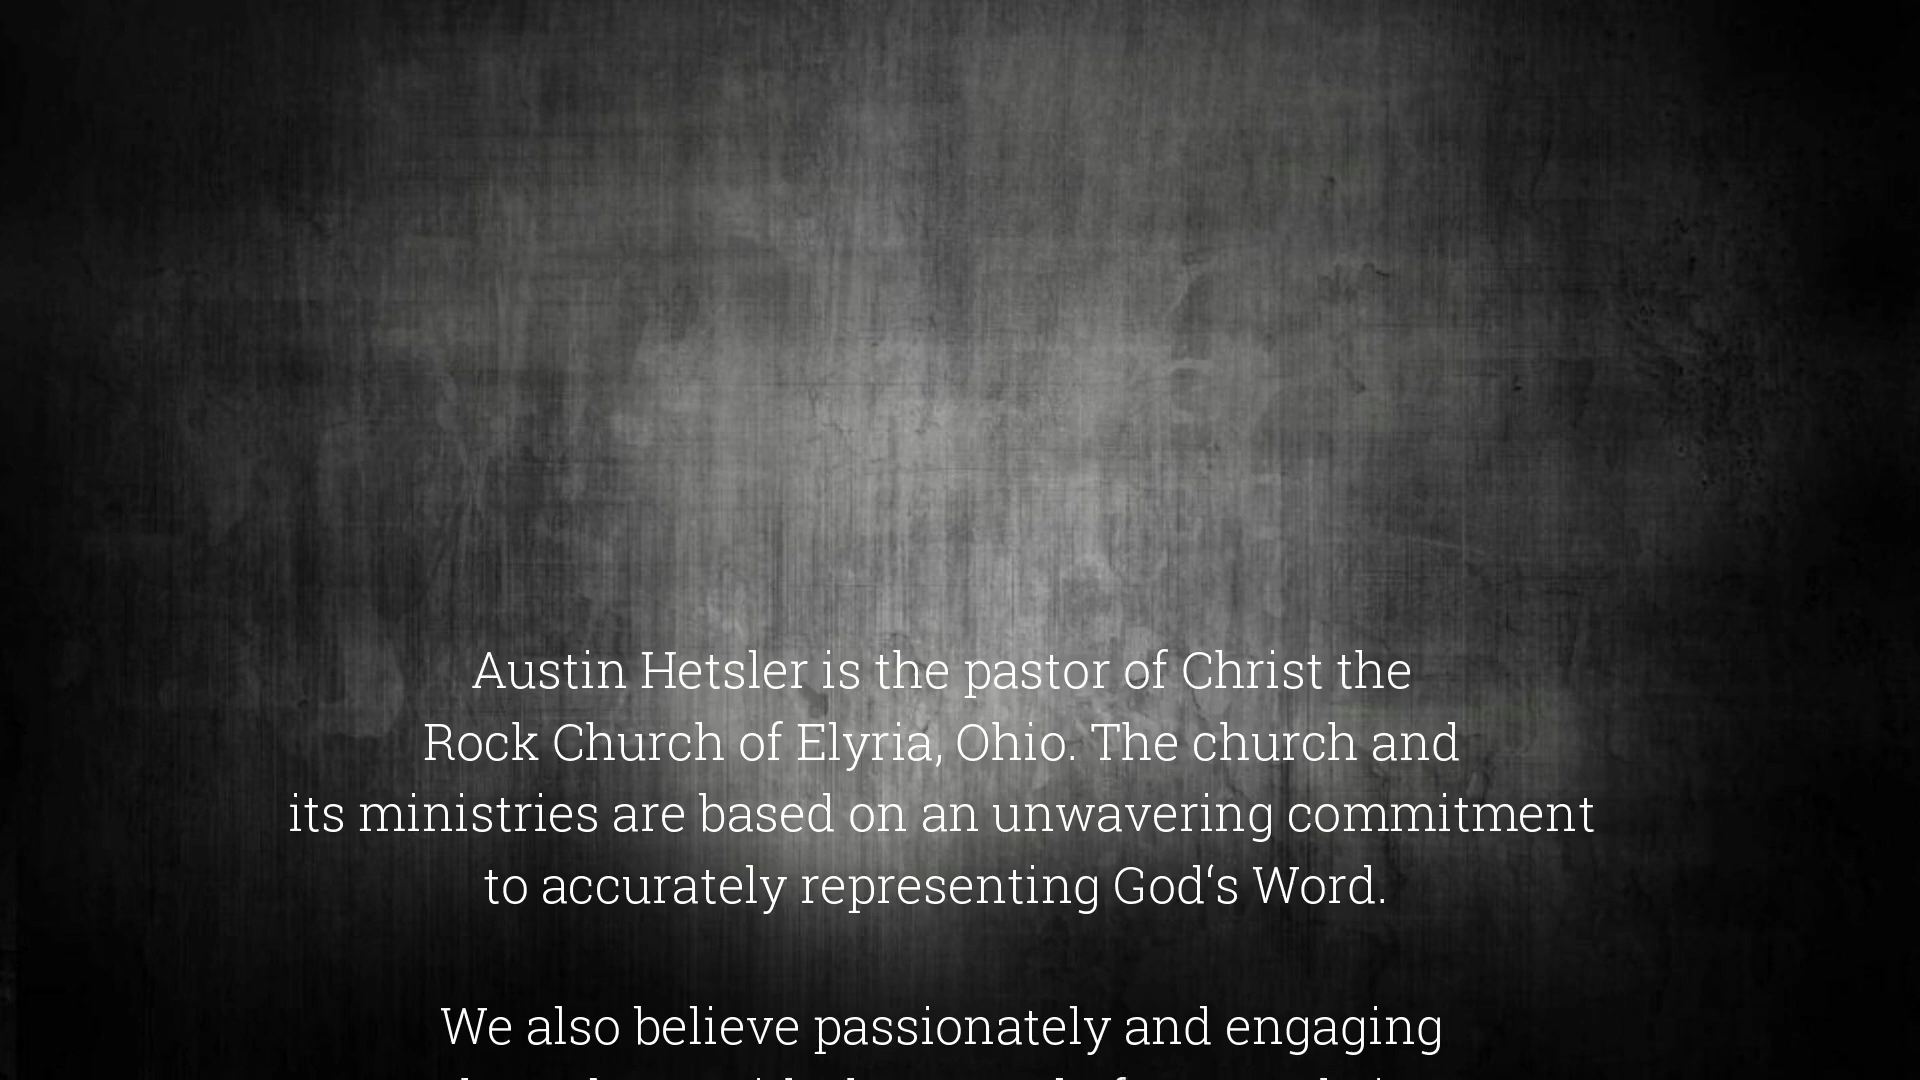 Austin Hetsler is the pastor of Christ the
Rock Church of Elyria, Ohio. The church and
its ministries are based on an unwavering commitment
to accurately representing God‘s Word.
We also believe passionately and engaging